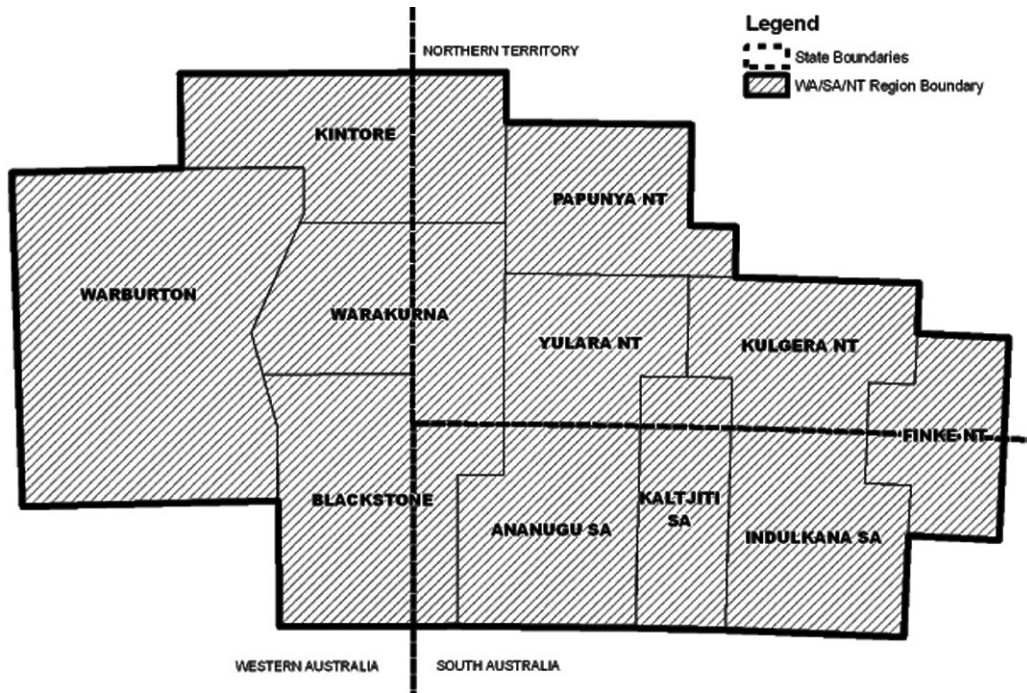 Legend
State Boundaries
WA/SA/NT Region Boundary
NORTHERN TERRITORY
KINTORE
PAPUNYA NT
WARBURTON
WARAKURNA
YULARA NT
KULGERA NT
FINKE NT
BLACKSTONE
ANANUGU SA
KALTJITI
SA
INDULKANA SA
WESTERN AUSTRALIA
SOUTH AUSTRALIA